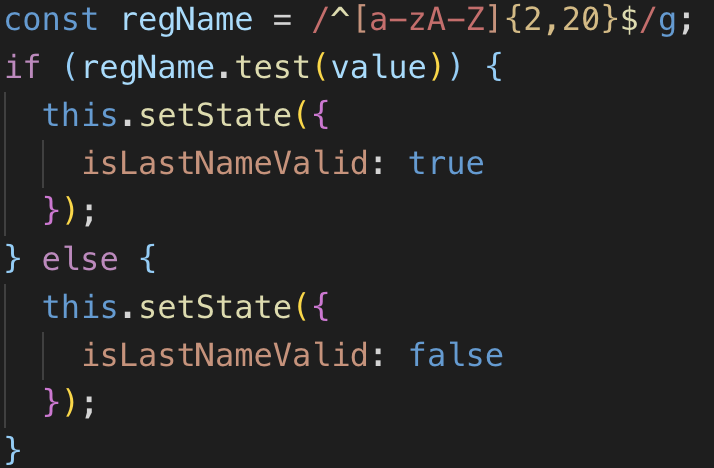 const regName = /^[a-zA-Z]{2,20}$/g;
if (regName.test(value)) {
  this.setState({
    isLastNameValid: true
  });
} else {
  this.setState({
    isLastNameValid: false
  });
}